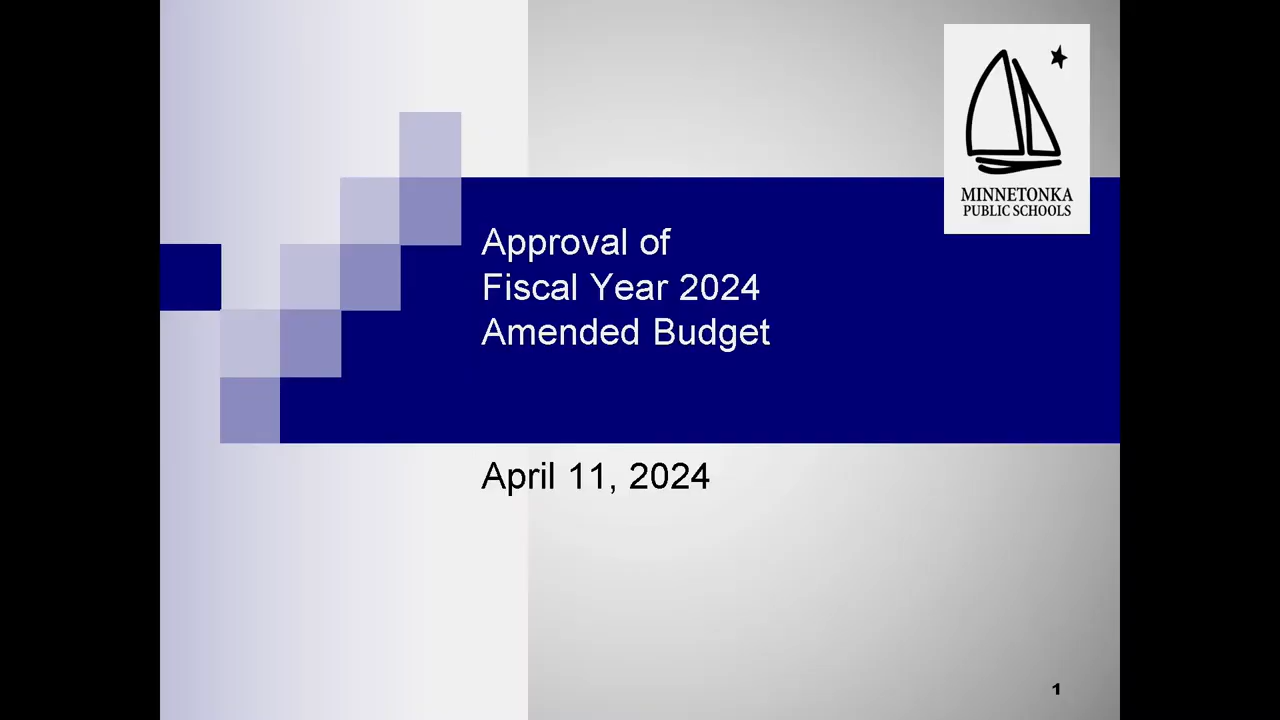 MINNETONKA
PUBLIC SCHOOLS
Approval of
Fiscal Year 2024
Amended Budget
April 11, 2024
1